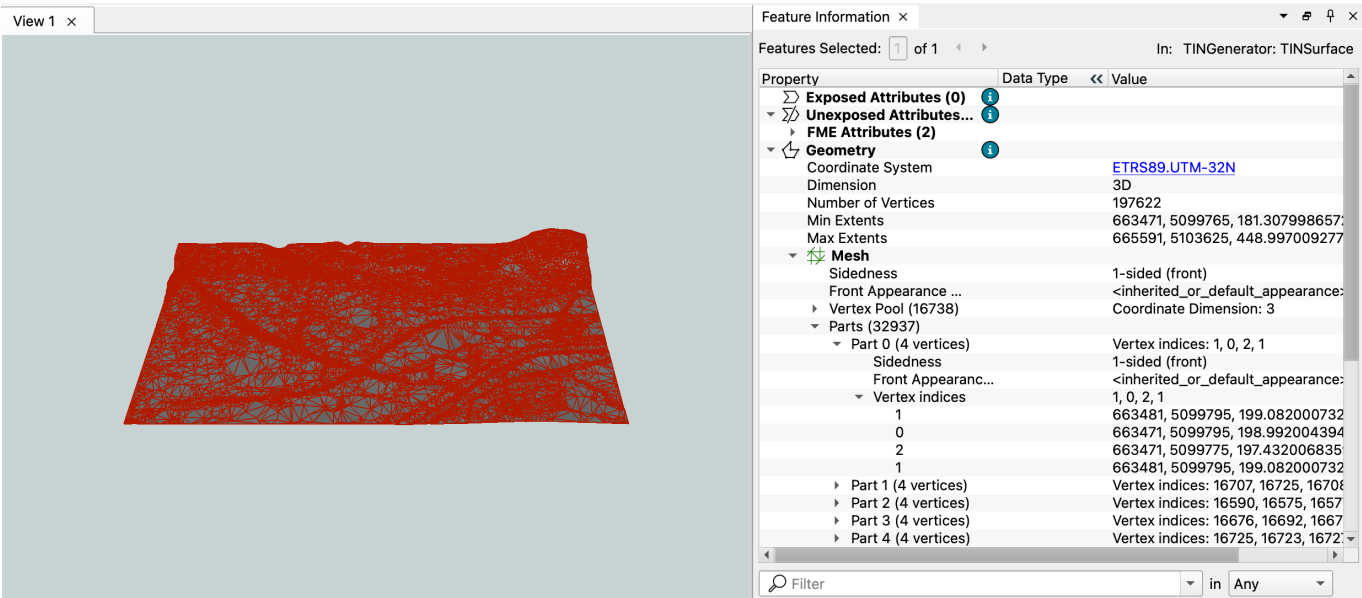 View 1
Feature Information
Features Selected: 1 of 1
In: TINGenerator: TINSurface
Property Data Type Value
Exposed Attributes (0)
Unexposed Attributes...
FME Attributes (2)
Geometry
Coordinate System ETRS89.UTM-32N
Dimension 3D
Number of Vertices 197622
Min Extents 663471, 5099765, 181.3079986572
Max Extents 665591, 5103625, 448.997009277
Mesh
Sidedness 1-sided (front)
Front Appearance ... <inherited_or_default_appearance>
Vertex Pool (16738) Coordinate Dimension: 3
Parts (32937)
Part 0 (4 vertices) Vertex indices: 1, 0, 2, 1
Sidedness 1-sided (front)
Front Appearanc... <inherited_or_default_appearance>
Vertex indices 1, 0, 2, 1
1 663481, 5099795, 199.082000732
0 663481, 5099795, 198.992004394
2 663471, 5099775, 197.432006835
1 663481, 5099795, 199.082000732
Part 1 (4 vertices) Vertex indices: 16707, 16725, 16708
Part 2 (4 vertices) Vertex indices: 16590, 16575, 1657
Part 3 (4 vertices) Vertex indices: 16676, 16692, 1667
Part 4 (4 vertices) Vertex indices: 16725, 16723, 1672
Filter in Any